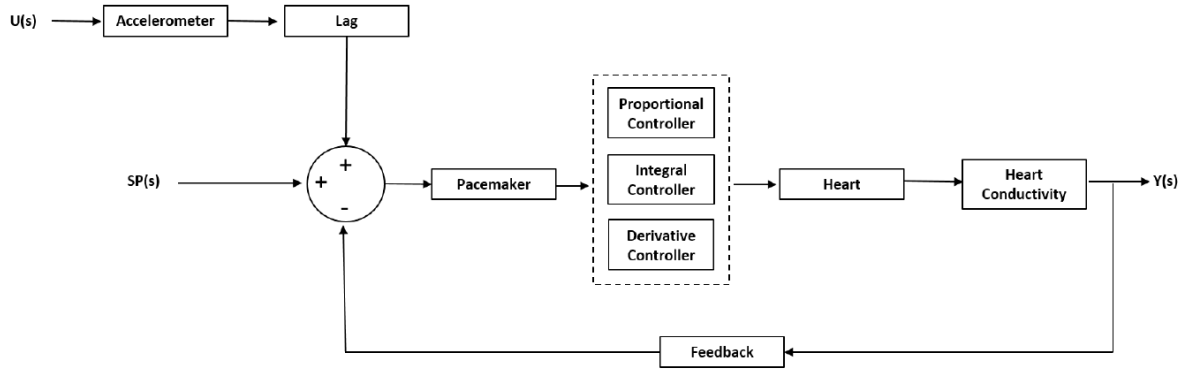 U(s)
Accelerometer
Lag
Proportional
Controller
+
SP(s)
+
-
Pacemaker
Integral
Controller
Heart
Heart
Conductivity
Y(s)
Derivative
Controller
Feedback